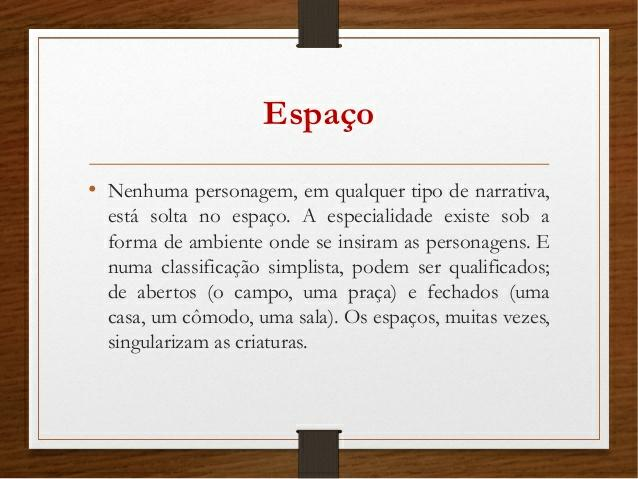 Espaço
• Nenhuma personagem, em qualquer tipo de narrativa,
está solta no espaço. A especialidade existe sob a
forma de ambiente onde se insiram as personagens. E
numa classificação simplista, podem ser qualificados;
de abertos (o campo, uma praça) e fechados (uma
casa, um cômodo, uma sala). Os espaços, muitas vezes,
singularizam as criaturas.